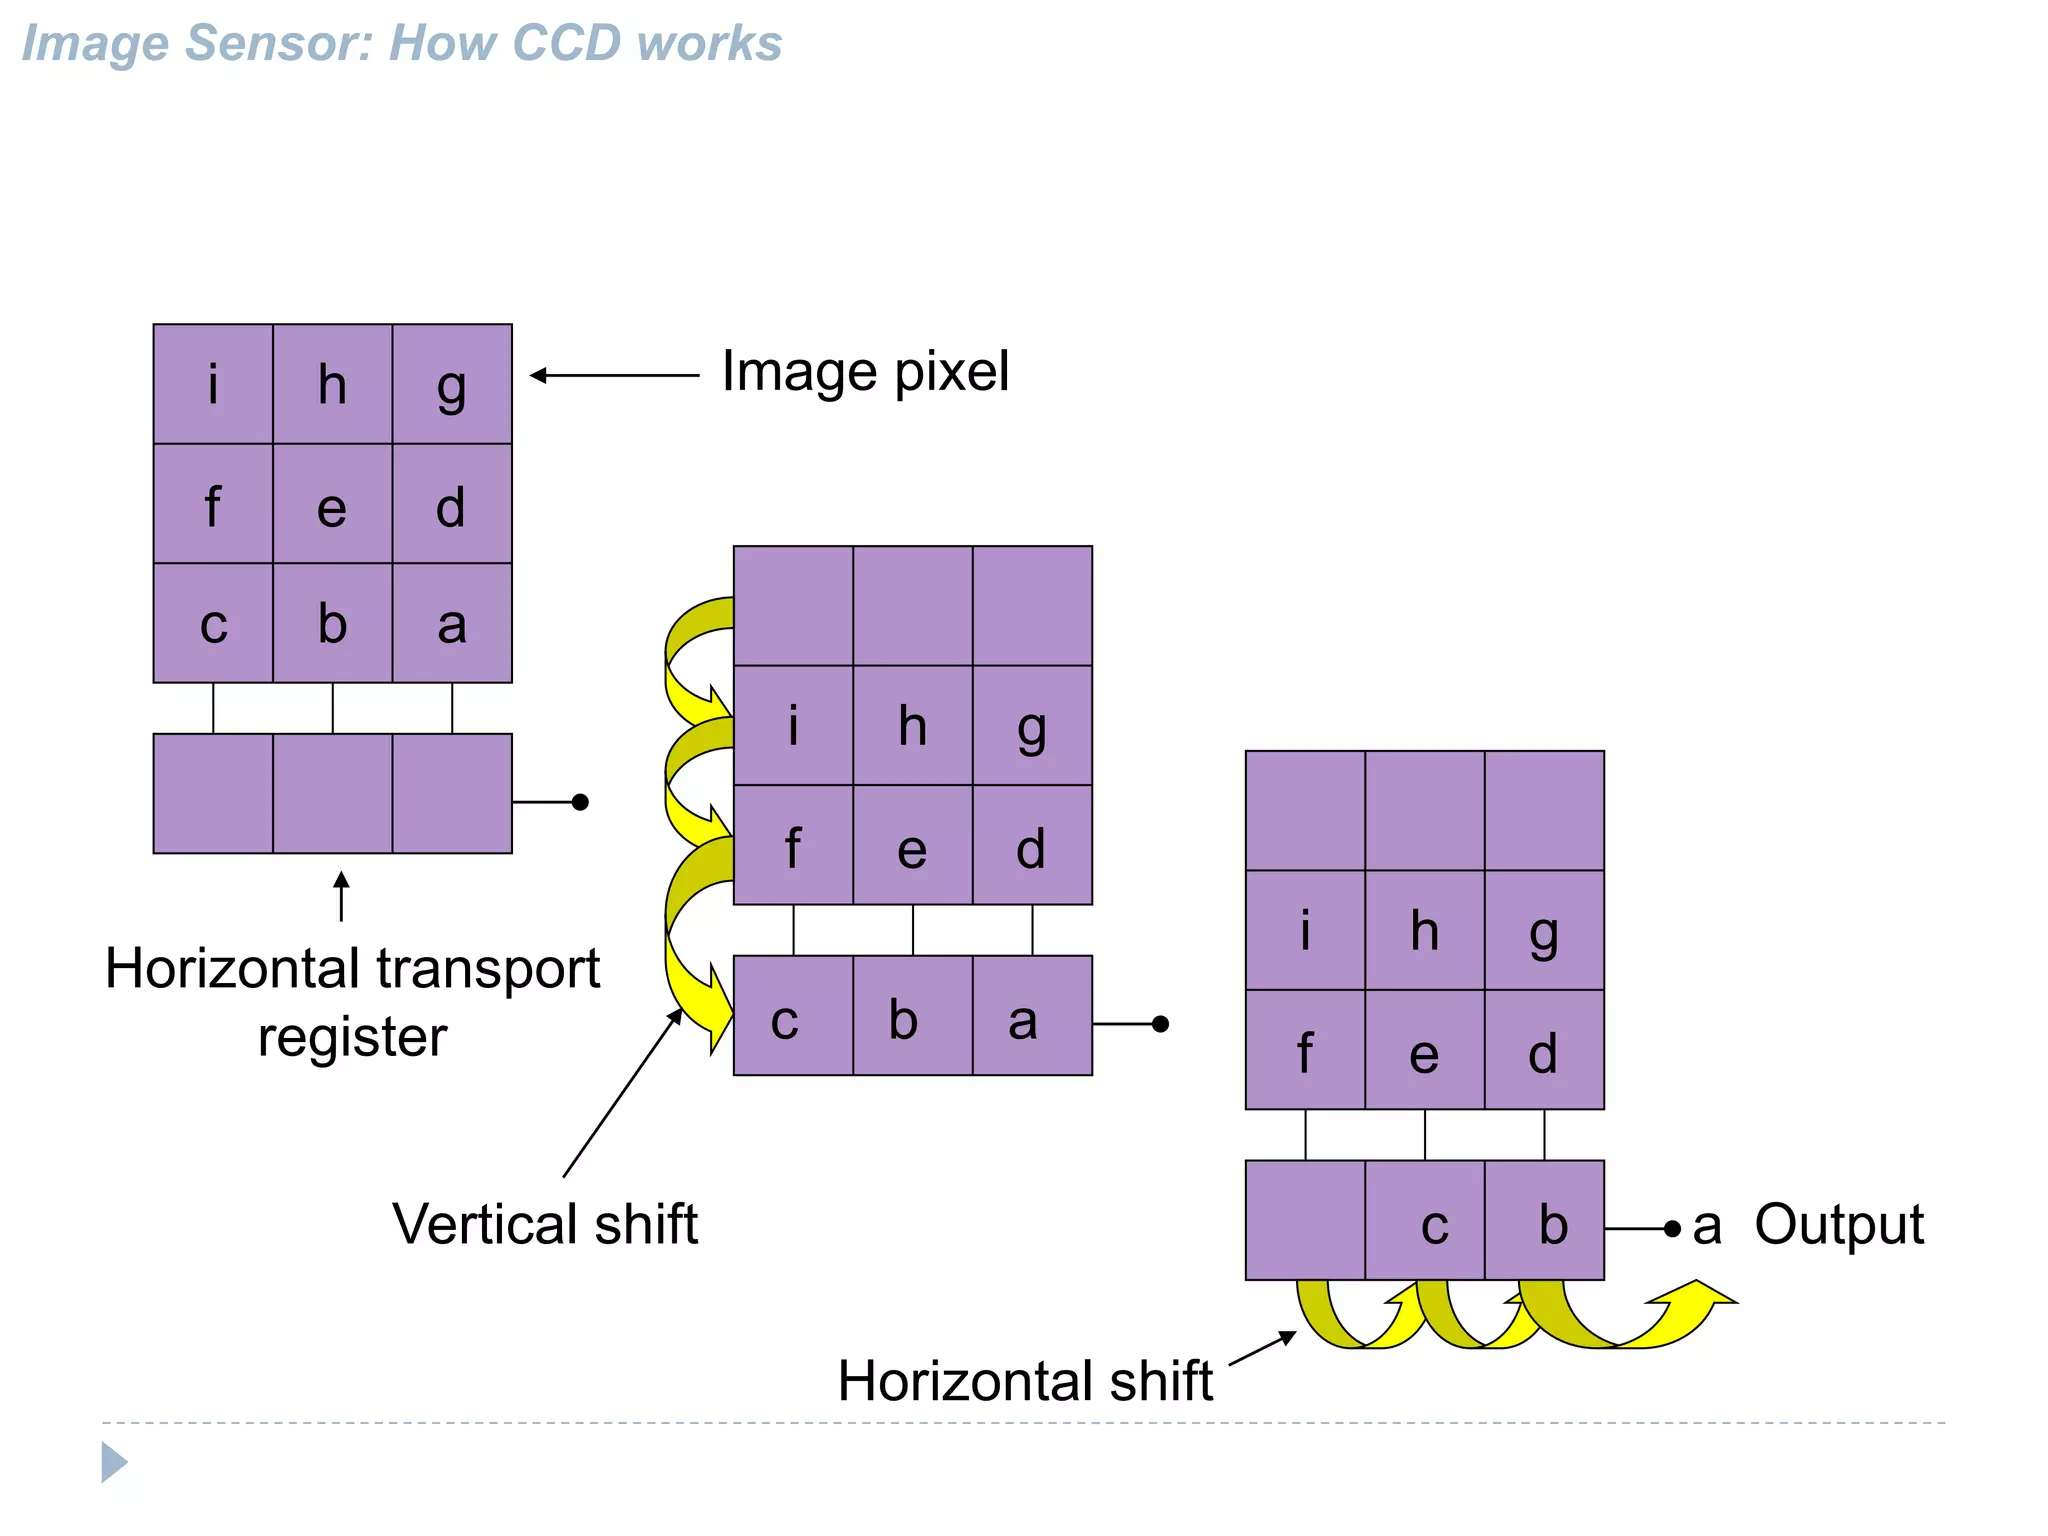 Image Sensor: How CCD works
i h g
Image pixel
f e d
c b a
i h g
f e d
Horizontal transport
register
c b a
i h g
f e d
Vertical shift
c b a Output
Horizontal shift